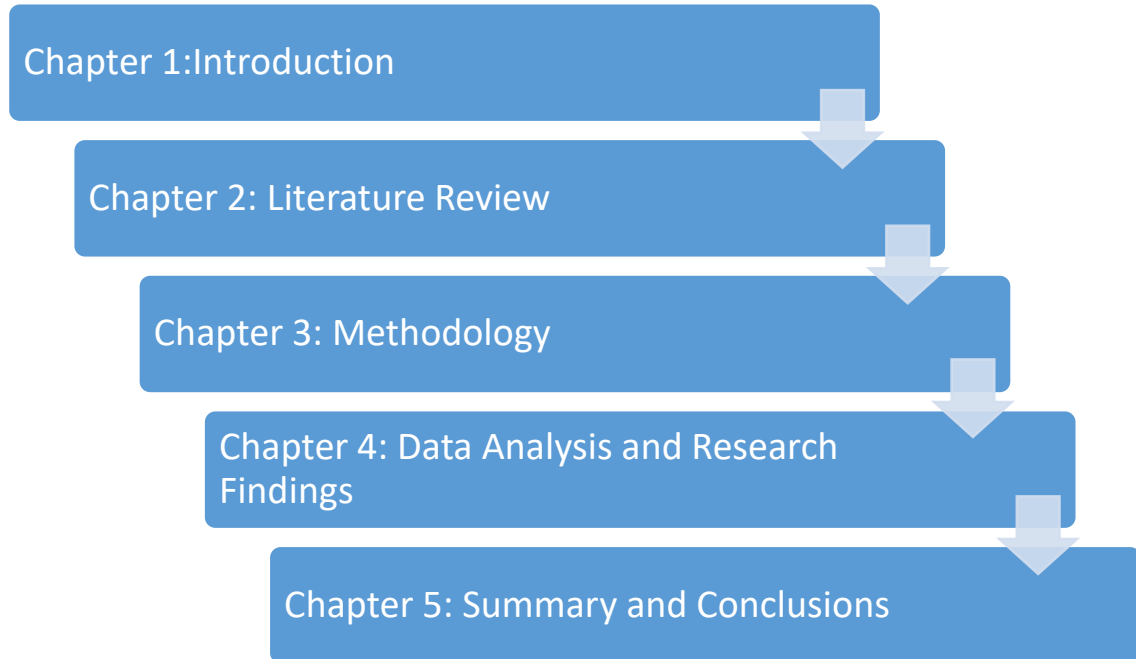 Chapter 1:Introduction
Chapter 2: Literature Review
Chapter 3: Methodology
Chapter 4: Data Analysis and Research
Findings
Chapter 5: Summary and Conclusions